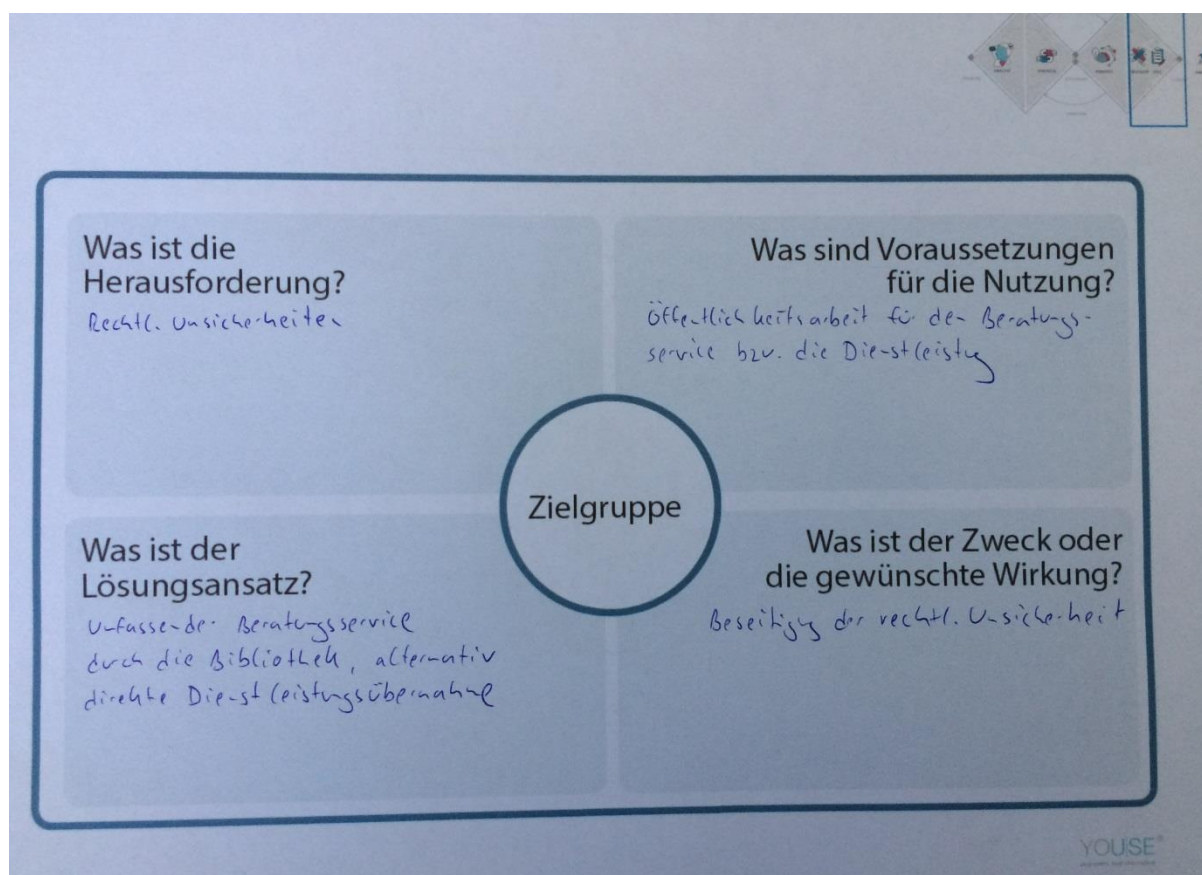 Was ist die
Herausforderung?
Rechtl. Unsicherheiten
Was sind Voraussetzungen
für die Nutzung?
Öffentlichkeitsarbeit für den Beratungs-
service bzw. die Dienstleistung
Zielgruppe
Was ist der
Lösungsansatz?
Umfassender Beratungsservice
durch die Bibliothek, alternativ
direkte Dienstleistungsübernahme
Was ist der Zweck oder
die gewünschte Wirkung?
Beseitigung der rechtl. Unsicherheit
YOUSE